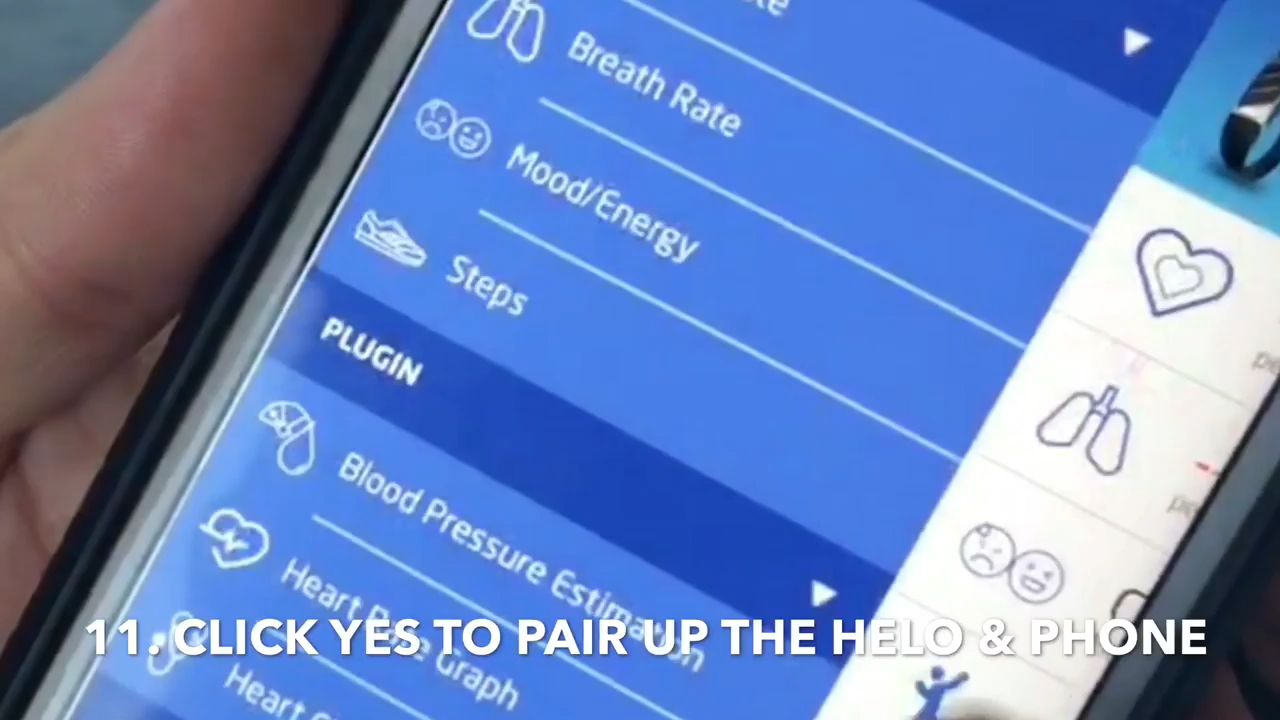 Breath Rate
Mood/Energy
Steps
PLUGIN
Blood Pressure Estimation
Heart Rate Graph
Heart
11. CLICK YES TO PAIR UP THE HELO & PHONE